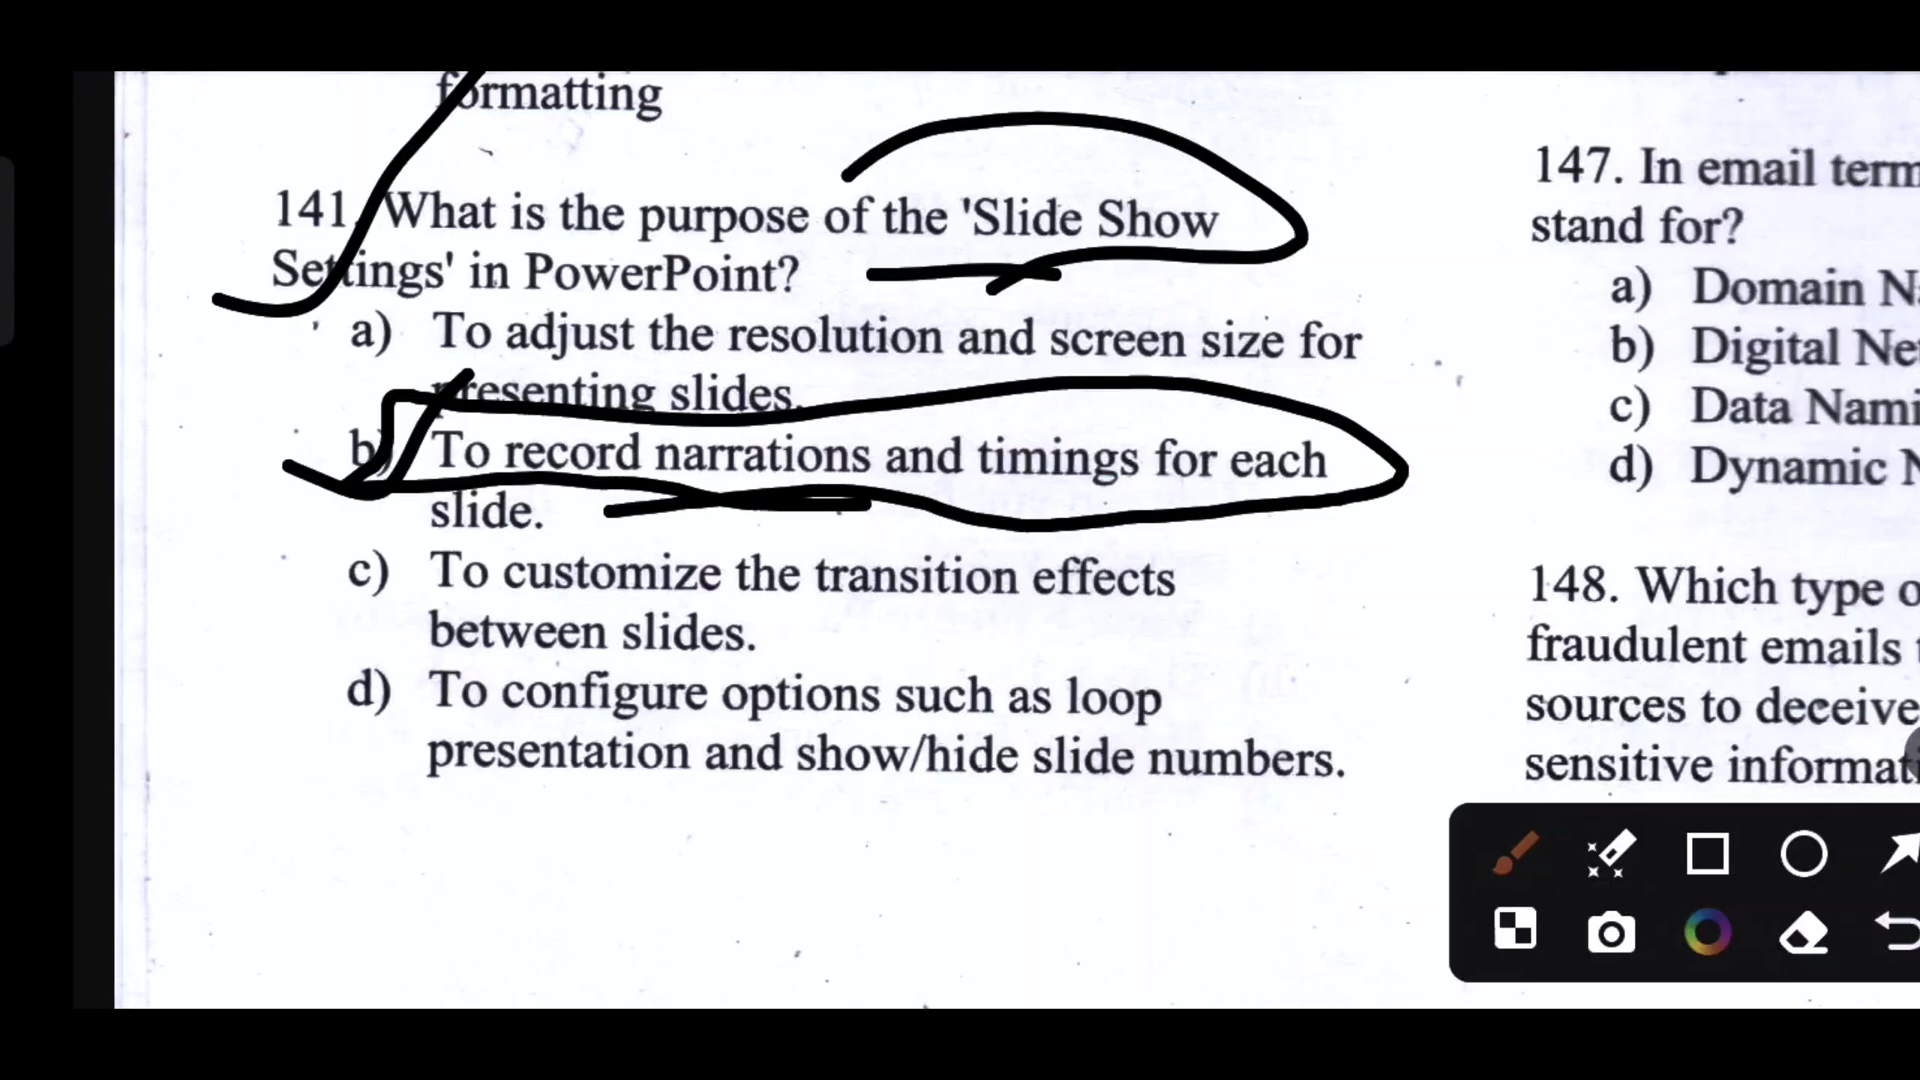 formatting
141. What is the purpose of the 'Slide Show
Settings' in PowerPoint?
a) To adjust the resolution and screen size for
presenting slides.
b) To record narrations and timings for each
slide.
c) To customize the transition effects
between slides.
d) To configure options such as loop
presentation and show/hide slide numbers.
147. In email term
stand for?
a) Domain N
b) Digital Ne
c) Data Nami
d) Dynamic N
148. Which type o
fraudulent emails
sources to deceive
sensitive informat